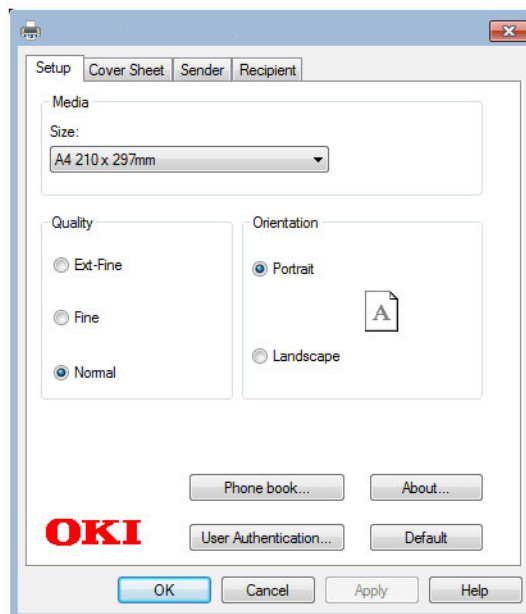 Setup Cover Sheet Sender Recipient
Media
Size:
A4 210 x 297mm
Quality
Orientation
Ext-Fine
Portrait
A
Fine
Landscape
Normal
Phone book...
About...
OKI
User Authentication...
Default
OK Cancel Apply Help